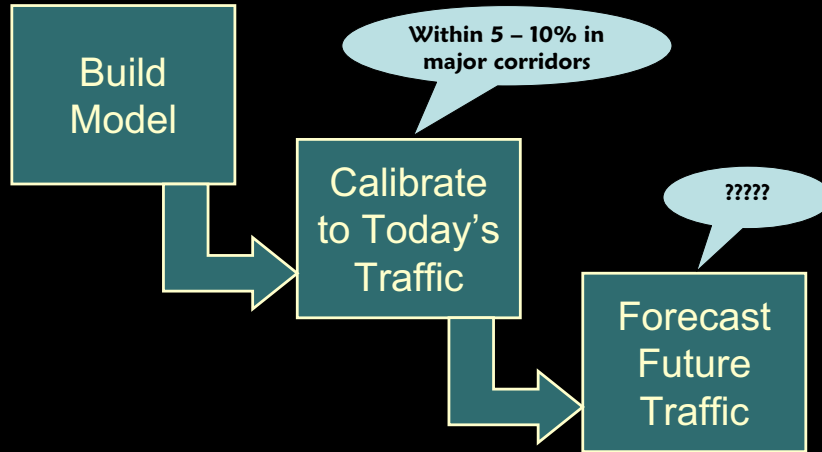 Build
Model
Within 5 – 10% in
major corridors
Calibrate
to Today’s
Traffic
?????
Forecast
Future
Traffic